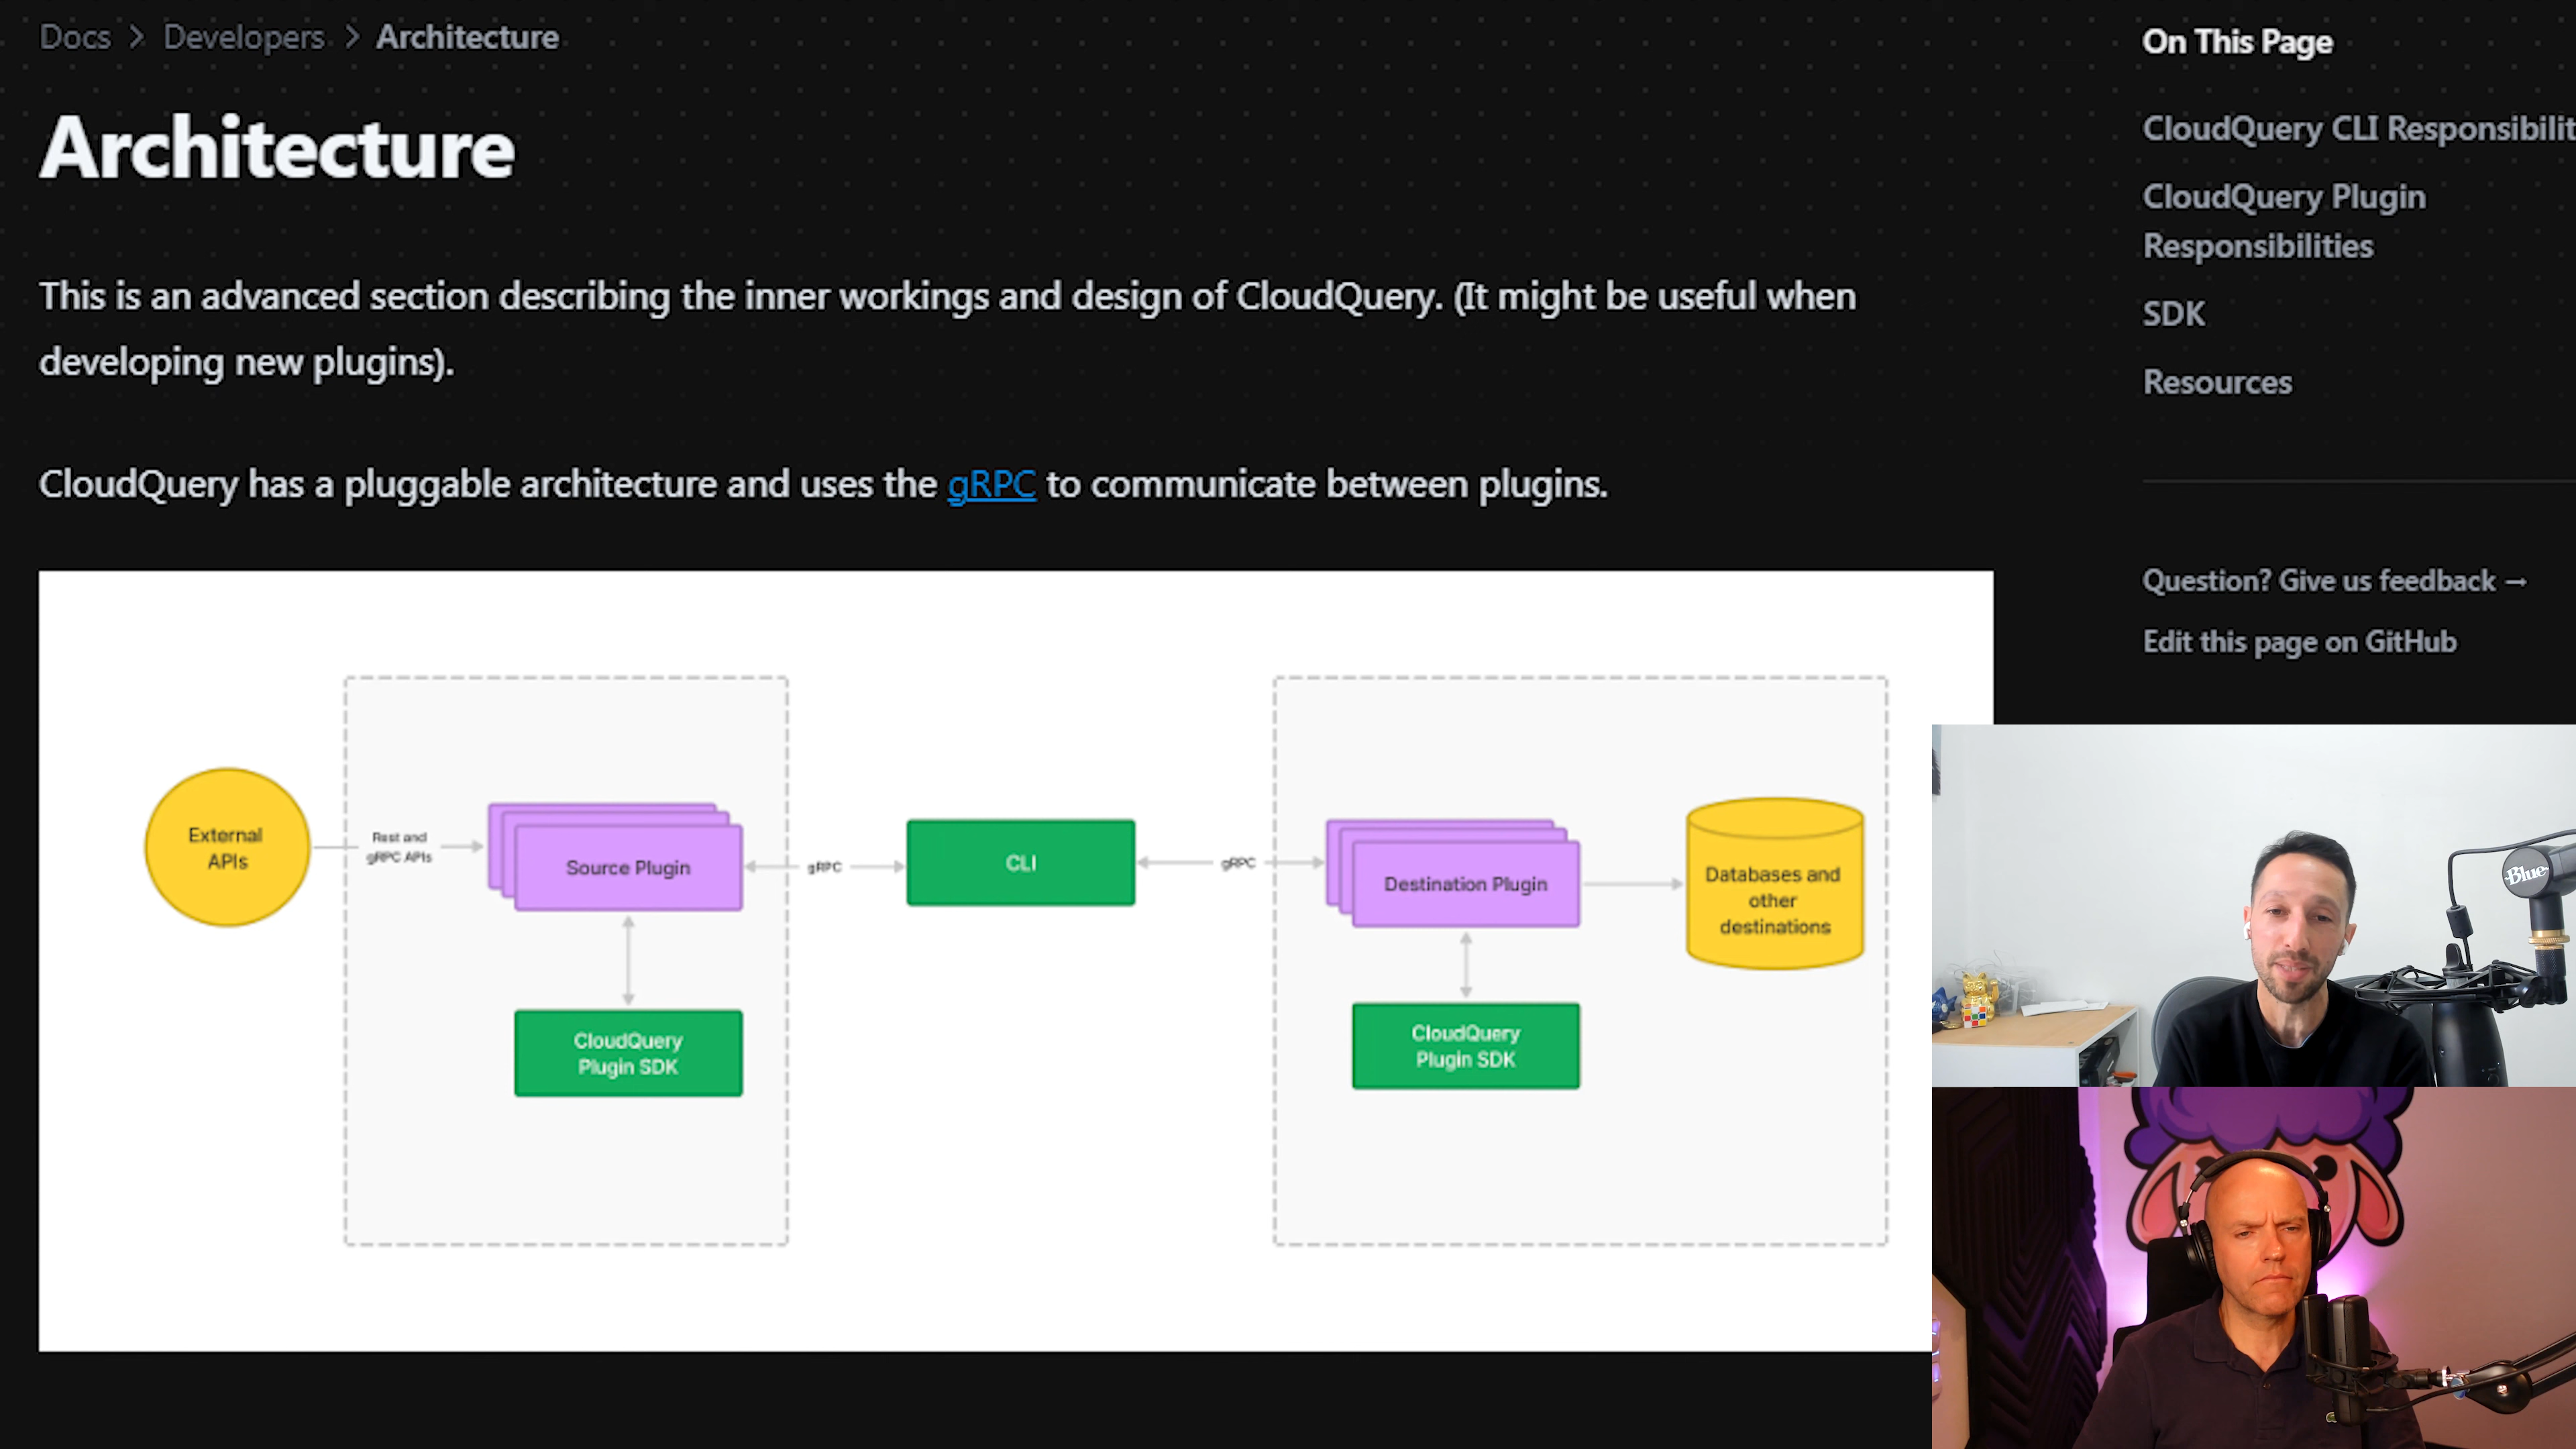 Docs > Developers > Architecture
Architecture
This is an advanced section describing the inner workings and design of CloudQuery. (It might be useful when
developing new plugins).
CloudQuery has a pluggable architecture and uses the gRPC to communicate between plugins.
External
APIs
Rest and
gRPC APIs
Source Plugin
CloudQuery
Plugin SDK
gRPC
CLI
gRPC
Destination Plugin
CloudQuery
Plugin SDK
Databases and
other
destinations
On This Page
CloudQuery CLI Responsibilit
CloudQuery Plugin
Responsibilities
SDK
Resources
Question? Give us feedback →
Edit this page on GitHub
Blue